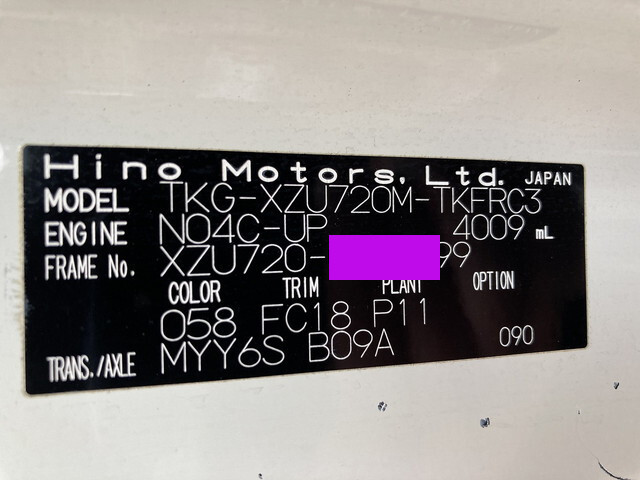 Hino Motors, Ltd. JAPAN
MODEL TKG-XZU720M-TKFRC3
ENGINE N04C-UP 4009 mL
FRAME No. XZU720- 99
COLOR TRIM PLANT OPTION
058 FC18 P11
TRANS./AXLE MYY6S B09A 090